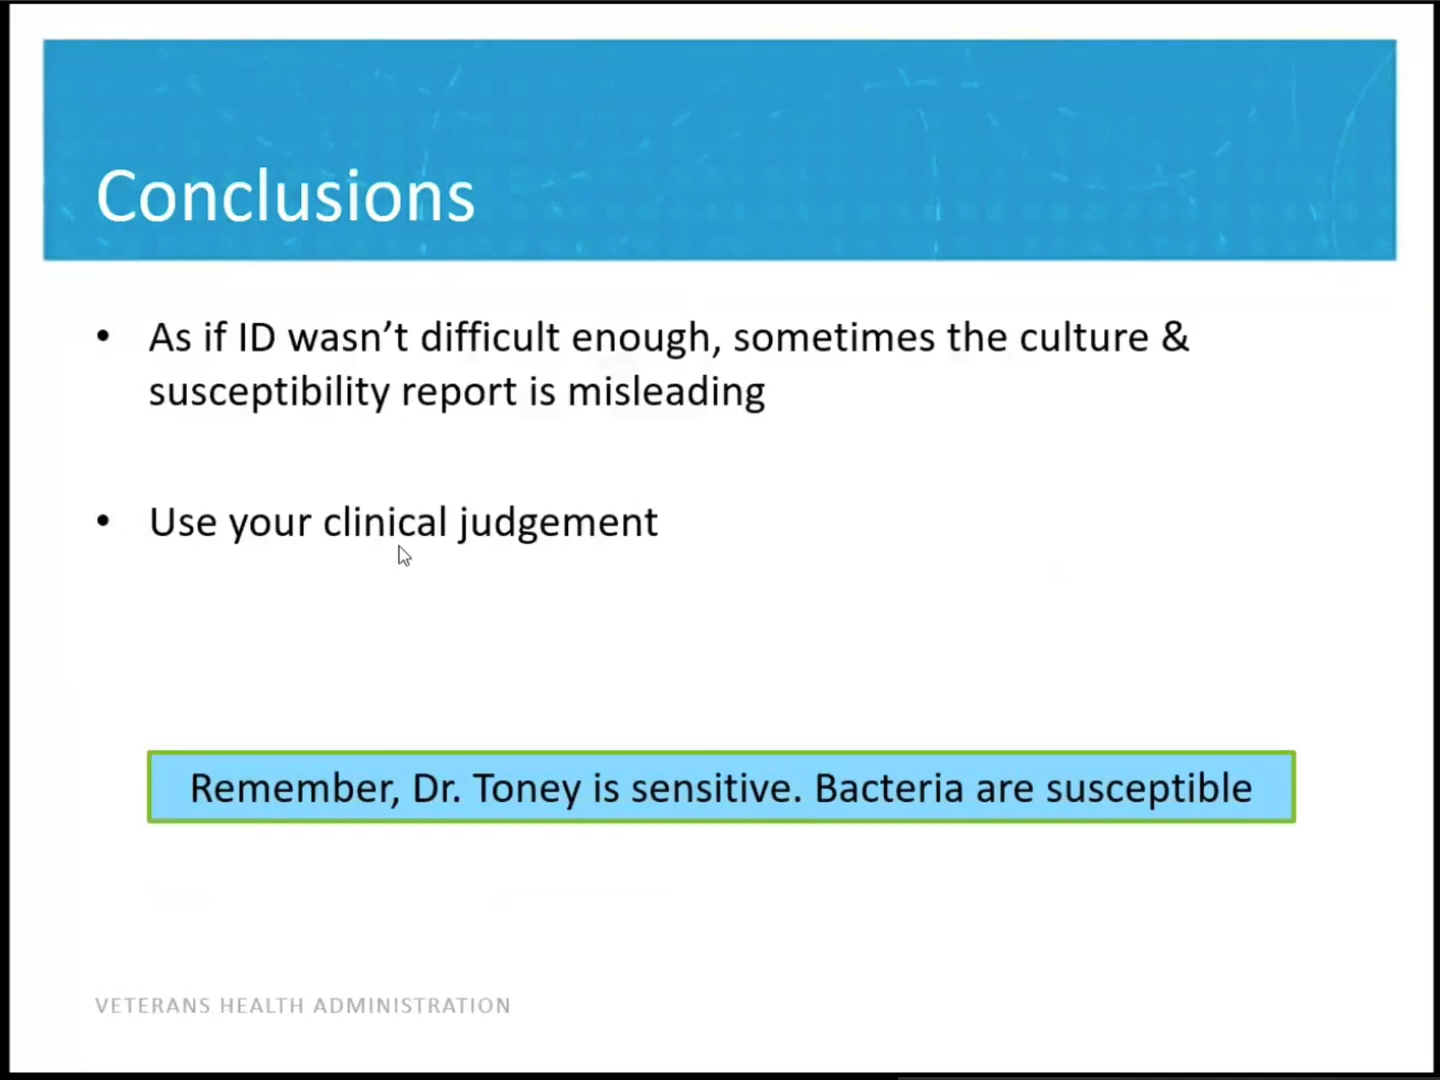 Conclusions
• As if ID wasn’t difficult enough, sometimes the culture &
susceptibility report is misleading
• Use your clinical judgement
Remember, Dr. Toney is sensitive. Bacteria are susceptible
VETERANS HEALTH ADMINISTRATION